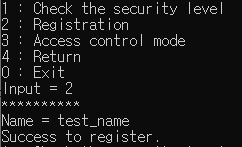 1 : Check the security level
2 : Registration
3 : Access control mode
4 : Return
0 : Exit
Input = 2
**********
Name = test_name
Success to register.